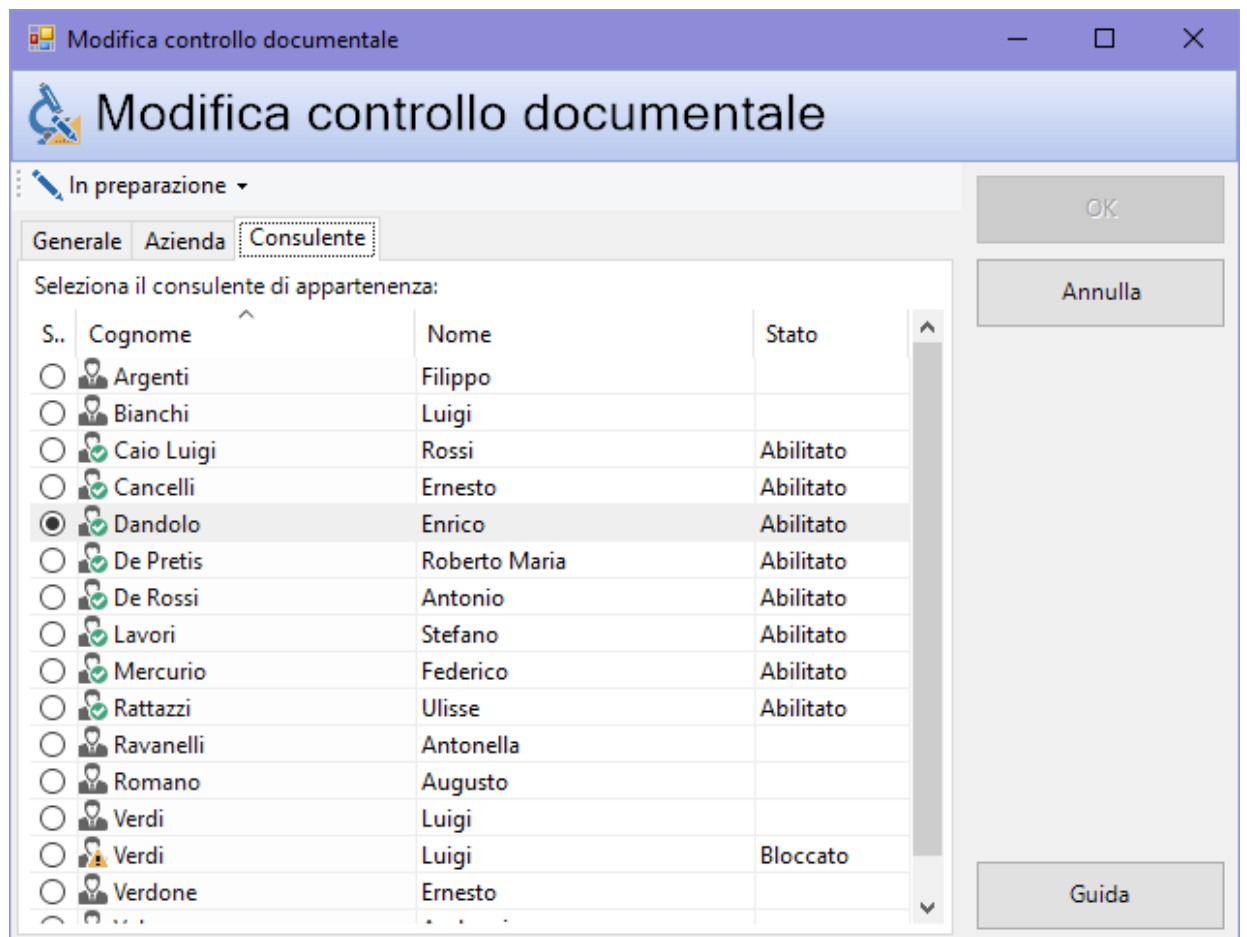 Modifica controllo documentale
Modifica controllo documentale
In preparazione
OK
Generale Azienda Consulente
Seleziona il consulente di appartenenza:
Annulla
S.. Cognome Nome Stato
Argenti Filippo
Bianchi Luigi
Caio Luigi Rossi Abilitato
Cancelli Ernesto Abilitato
Dandolo Enrico Abilitato
De Pretis Roberto Maria Abilitato
De Rossi Antonio Abilitato
Lavori Stefano Abilitato
Mercurio Federico Abilitato
Rattazzi Ulisse Abilitato
Ravanelli Antonella
Romano Augusto
Verdi Luigi
Verdi Luigi Bloccato
Verdone Ernesto
Guida